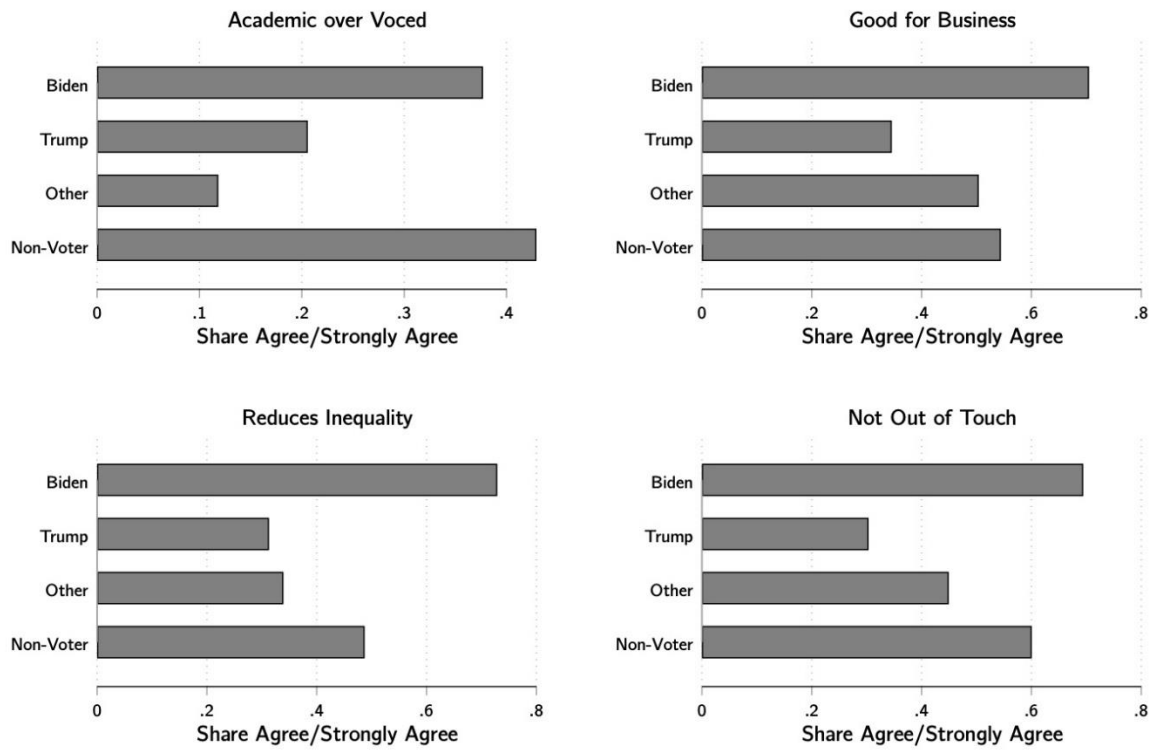 Academic over Voced
Biden
Trump
Other
Non-Voter
0 .1 .2 .3 .4
Share Agree/Strongly Agree
Good for Business
Biden
Trump
Other
Non-Voter
0 .2 .4 .6 .8
Share Agree/Strongly Agree
Reduces Inequality
Biden
Trump
Other
Non-Voter
0 .2 .4 .6 .8
Share Agree/Strongly Agree
Not Out of Touch
Biden
Trump
Other
Non-Voter
0 .2 .4 .6 .8
Share Agree/Strongly Agree